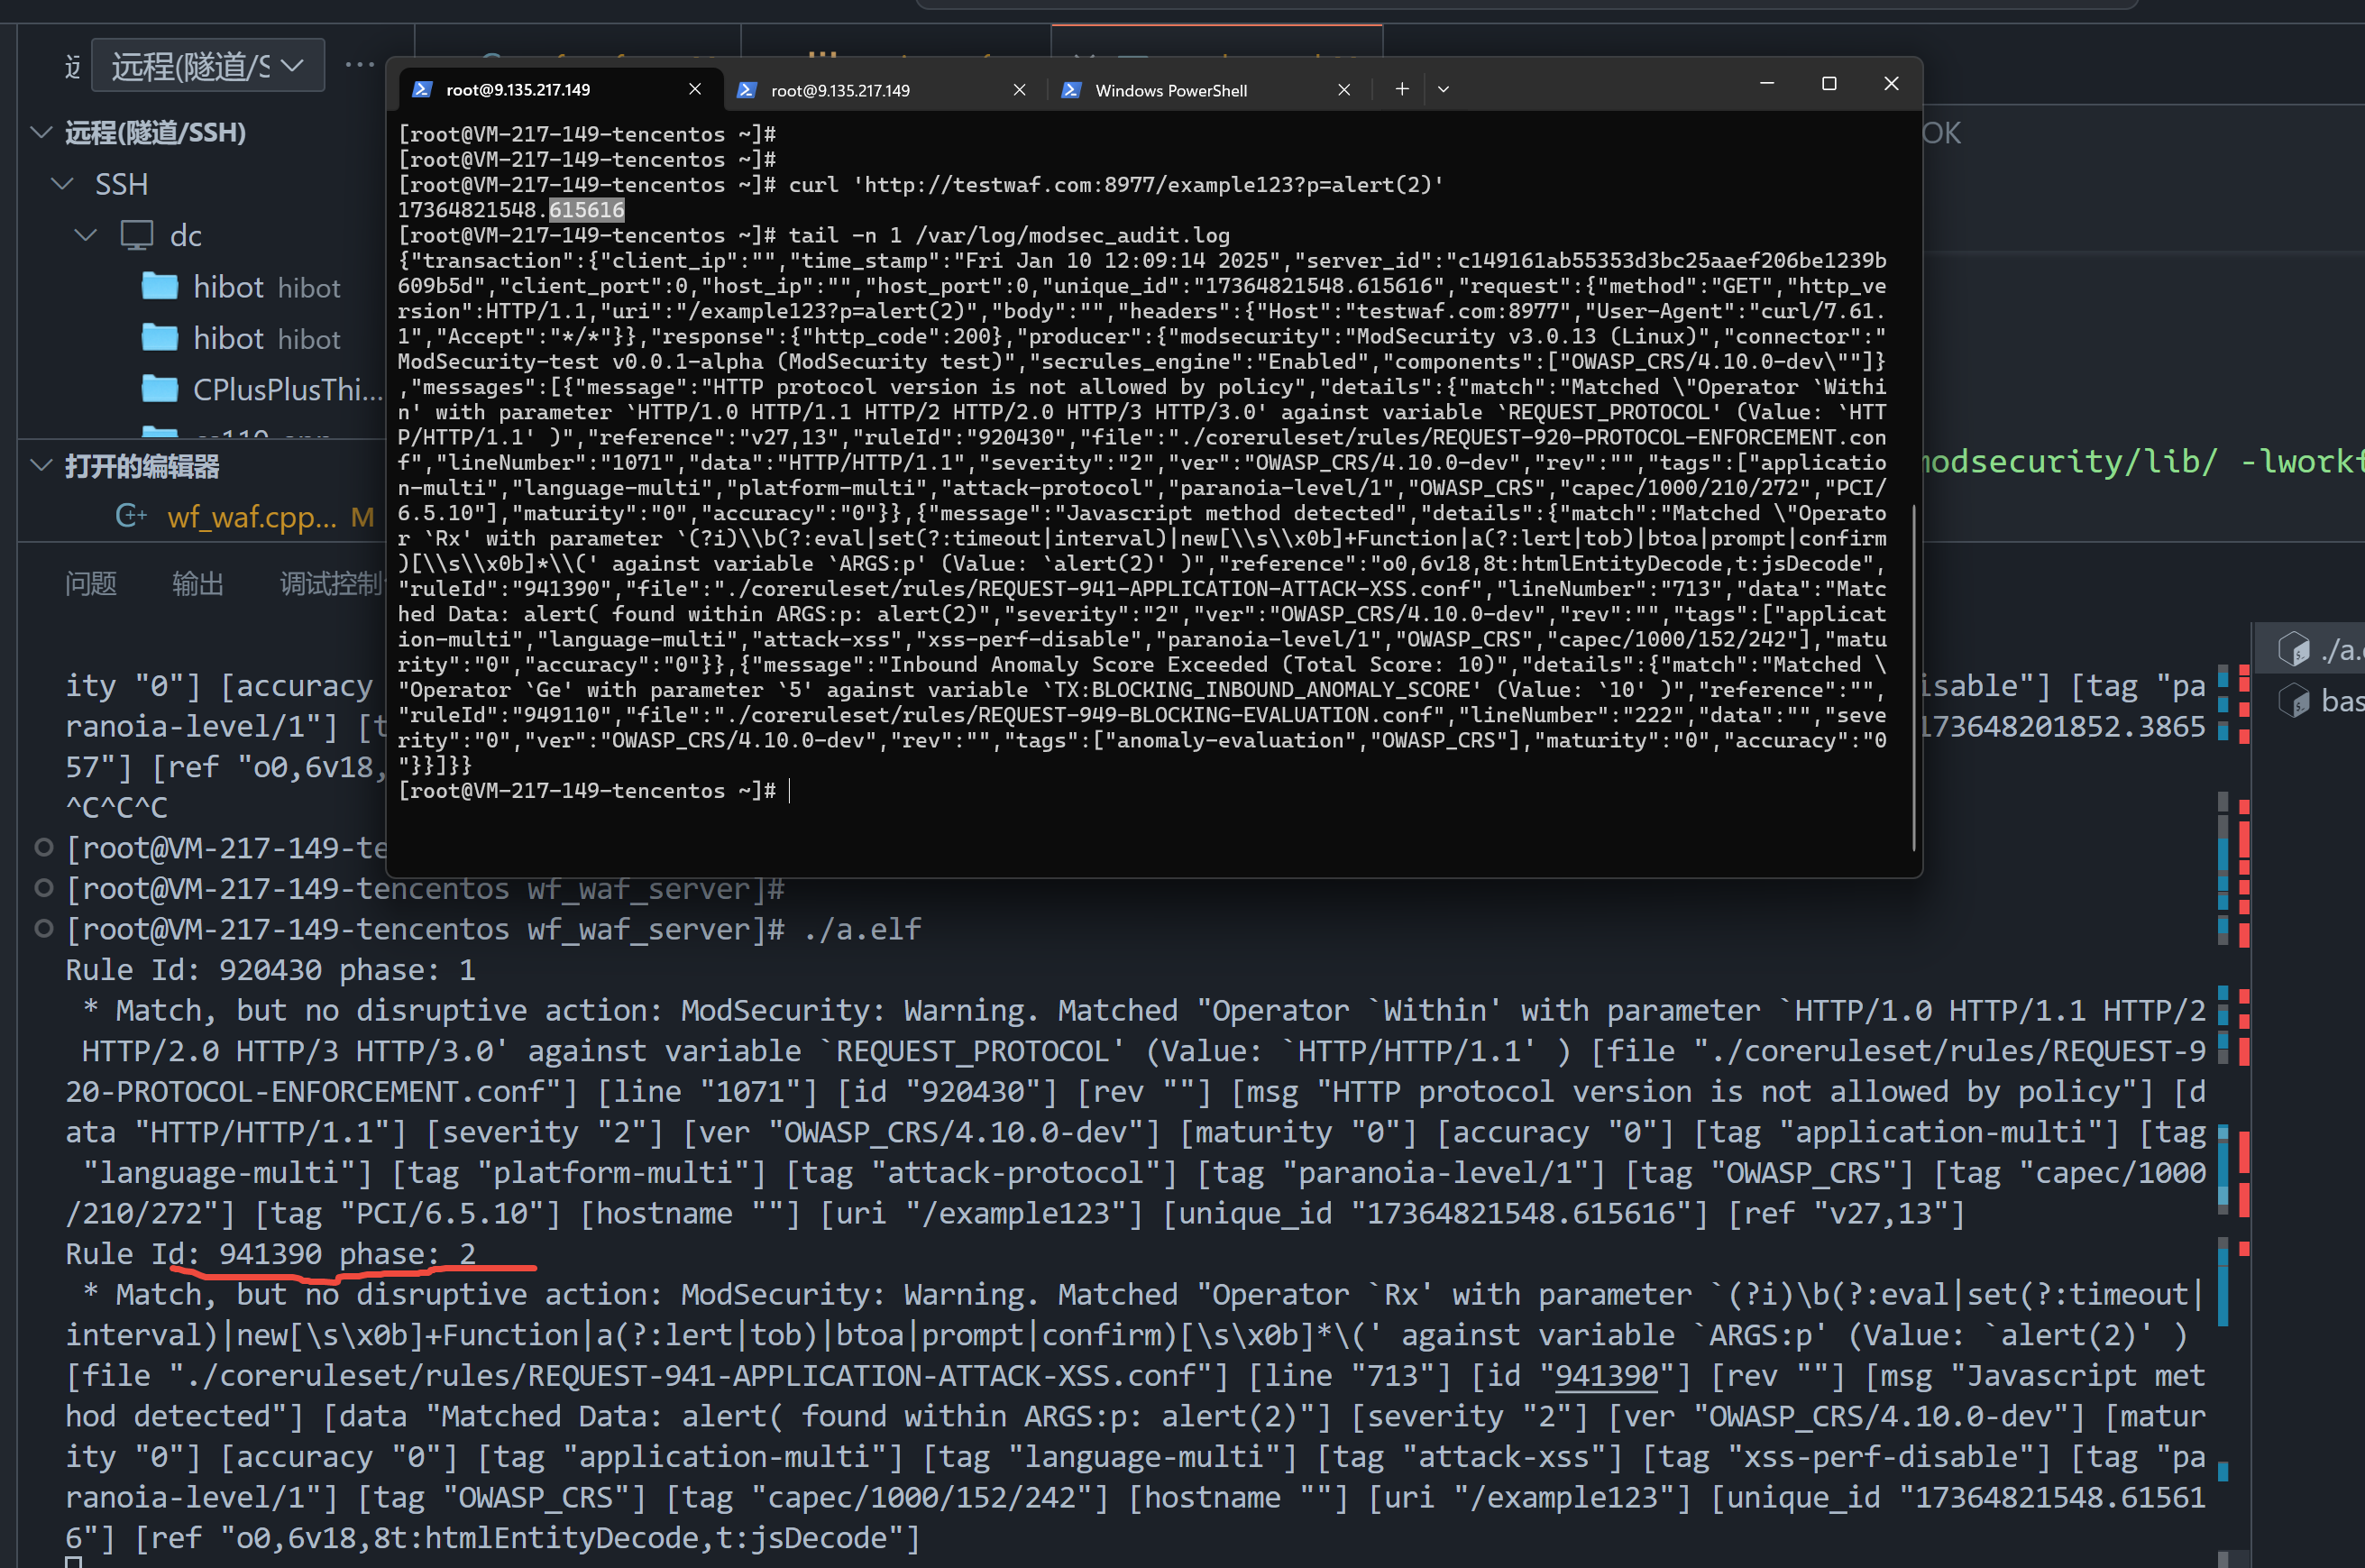 远程(隧道/S
远程(隧道/SSH)
SSH
dc
hibot hibot
hibot hibot
CPlusPlusThi...
打开的编辑器
wf_waf.cpp... M
问题 输出 调试控制
root@9.135.217.149
root@9.135.217.149
Windows PowerShell
[root@VM-217-149-tencentos ~]#
[root@VM-217-149-tencentos ~]#
[root@VM-217-149-tencentos ~]# curl 'http://testwaf.com:8977/example123?p=alert(2)'
17364821548.615616
[root@VM-217-149-tencentos ~]# tail -n 1 /var/log/modsec_audit.log
{"transaction":{"client_ip":"","time_stamp":"Fri Jan 10 12:09:14 2025","server_id":"c149161ab55353d3bc25aaef206be1239b
609b5d","client_port":0,"host_ip":"","host_port":0,"unique_id":"17364821548.615616","request":{"method":"GET","http_ve
rsion":HTTP/1.1,"uri":"/example123?p=alert(2)","body":"","headers":{"Host":"testwaf.com:8977","User-Agent":"curl/7.61.
1","Accept":"*/*"}},"response":{"http_code":200},"producer":{"modsecurity":"ModSecurity v3.0.13 (Linux)","connector":"
ModSecurity-test v0.0.1-alpha (ModSecurity test)","secrules_engine":"Enabled","components":["OWASP_CRS/4.10.0-dev\""]}
,"messages":[{"message":"HTTP protocol version is not allowed by policy","details":{"match":"Matched \"Operator `Withi
n' with parameter `HTTP/1.0 HTTP/1.1 HTTP/2 HTTP/2.0 HTTP/3 HTTP/3.0' against variable `REQUEST_PROTOCOL' (Value: `HTT
P/HTTP/1.1' )","reference":"v27,13","ruleId":"920430","file":"./coreruleset/rules/REQUEST-920-PROTOCOL-ENFORCEMENT.con
f","lineNumber":"1071","data":"HTTP/HTTP/1.1","severity":"2","ver":"OWASP_CRS/4.10.0-dev","rev":"","tags":["applicatio
n-multi","language-multi","platform-multi","attack-protocol","paranoia-level/1","OWASP_CRS","capec/1000/210/272","PCI/
6.5.10"],"maturity":"0","accuracy":"0"}},{"message":"Javascript method detected","details":{"match":"Matched \"Operato
r `Rx' with parameter `(?i)\\b(?:eval|set(?:timeout|interval)|new[\\s\\x0b]+Function|a(?:lert|tob)|btoa|prompt|confirm
)[\\s\\x0b]*\\(' against variable `ARGS:p' (Value: `alert(2)' )","reference":"o0,6v18,8t:htmlEntityDecode,t:jsDecode",
"ruleId":"941390","file":"./coreruleset/rules/REQUEST-941-APPLICATION-ATTACK-XSS.conf","lineNumber":"713","data":"Matc
hed Data: alert( found within ARGS:p: alert(2)","severity":"2","ver":"OWASP_CRS/4.10.0-dev","rev":"","tags":["applicat
ion-multi","language-multi","attack-xss","xss-perf-disable","paranoia-level/1","OWASP_CRS","capec/1000/152/242"],"matu
rity":"0","accuracy":"0"}},{"message":"Inbound Anomaly Score Exceeded (Total Score: 10)","details":{"match":"Matched \
"Operator `Ge' with parameter `5' against variable `TX:BLOCKING_INBOUND_ANOMALY_SCORE' (Value: `10' )","reference":"",
"ruleId":"949110","file":"./coreruleset/rules/REQUEST-949-BLOCKING-EVALUATION.conf","lineNumber":"222","data":"","seve
rity":"0","ver":"OWASP_CRS/4.10.0-dev","rev":"","tags":["anomaly-evaluation","OWASP_CRS"],"maturity":"0","accuracy":"0
"}}]}}
[root@VM-217-149-tencentos ~]#
OK
modsecurity/lib/ -lworkf
./a.e
bas
ity "0"] [accuracy isable"] [tag "pa
ranoia-level/1"] [t 173648201852.3865
57"] [ref "o0,6v18,
^C^C^C
[root@VM-217-149-te
[root@VM-217-149-tencentos wf_waf_server]#
[root@VM-217-149-tencentos wf_waf_server]# ./a.elf
Rule Id: 920430 phase: 1
* Match, but no disruptive action: ModSecurity: Warning. Matched "Operator `Within' with parameter `HTTP/1.0 HTTP/1.1 HTTP/2
HTTP/2.0 HTTP/3 HTTP/3.0' against variable `REQUEST_PROTOCOL' (Value: `HTTP/HTTP/1.1' ) [file "./coreruleset/rules/REQUEST-9
20-PROTOCOL-ENFORCEMENT.conf"] [line "1071"] [id "920430"] [rev ""] [msg "HTTP protocol version is not allowed by policy"] [d
ata "HTTP/HTTP/1.1"] [severity "2"] [ver "OWASP_CRS/4.10.0-dev"] [maturity "0"] [accuracy "0"] [tag "application-multi"] [tag
"language-multi"] [tag "platform-multi"] [tag "attack-protocol"] [tag "paranoia-level/1"] [tag "OWASP_CRS"] [tag "capec/1000
/210/272"] [tag "PCI/6.5.10"] [hostname ""] [uri "/example123"] [unique_id "17364821548.615616"] [ref "v27,13"]
Rule Id: 941390 phase: 2
* Match, but no disruptive action: ModSecurity: Warning. Matched "Operator `Rx' with parameter `(?i)\b(?:eval|set(?:timeout|
interval)|new[\s\x0b]+Function|a(?:lert|tob)|btoa|prompt|confirm)[\s\x0b]*\(' against variable `ARGS:p' (Value: `alert(2)' )
[file "./coreruleset/rules/REQUEST-941-APPLICATION-ATTACK-XSS.conf"] [line "713"] [id "941390"] [rev ""] [msg "Javascript met
hod detected"] [data "Matched Data: alert( found within ARGS:p: alert(2)"] [severity "2"] [ver "OWASP_CRS/4.10.0-dev"] [matur
ity "0"] [accuracy "0"] [tag "application-multi"] [tag "language-multi"] [tag "attack-xss"] [tag "xss-perf-disable"] [tag "pa
ranoia-level/1"] [tag "OWASP_CRS"] [tag "capec/1000/152/242"] [hostname ""] [uri "/example123"] [unique_id "17364821548.61561
6"] [ref "o0,6v18,8t:htmlEntityDecode,t:jsDecode"]